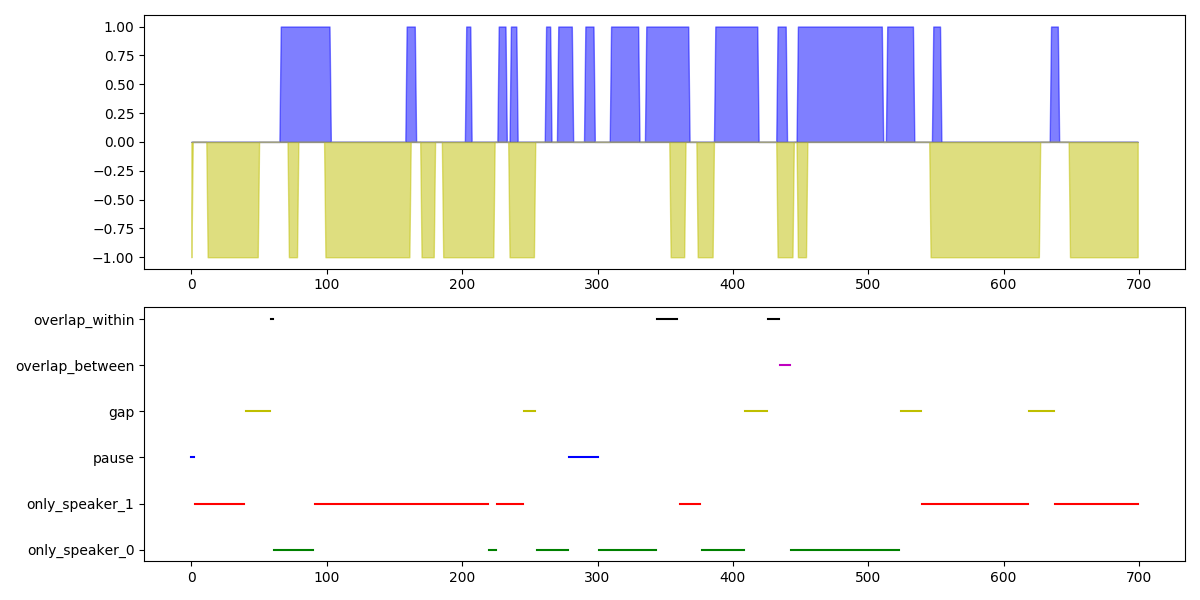 1.00
0.75
0.50
0.25
0.00
−0.25
−0.50
−0.75
−1.00
0 100 200 300 400 500 600 700
overlap_within
overlap_between
gap
pause
only_speaker_1
only_speaker_0
0 100 200 300 400 500 600 700